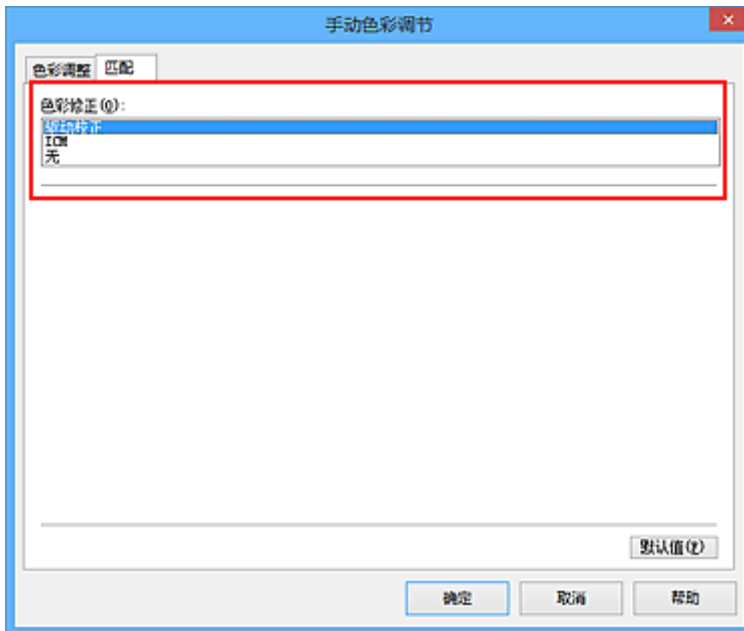 手动色彩调节
色彩调整 匹配
色彩修正(O):
驱动校正
ICM
无
默认值(Y)
确定 取消 帮助